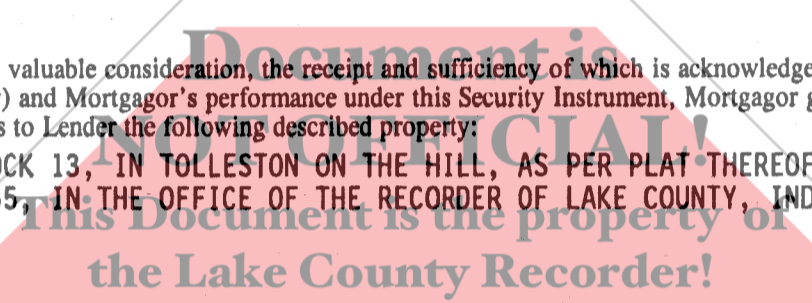 Document is
valuable consideration, the receipt and sufficiency of which is acknowledge
) and Mortgagor's performance under this Security Instrument, Mortgagor g
s to Lender the following described property:
NOT OFFICIAL!
OCK 13, IN TOLLESTON ON THE HILL, AS PER PLAT THEREOF
5, IN THE OFFICE OF THE RECORDER OF LAKE COUNTY, IND
This Document is the property of
the Lake County Recorder!